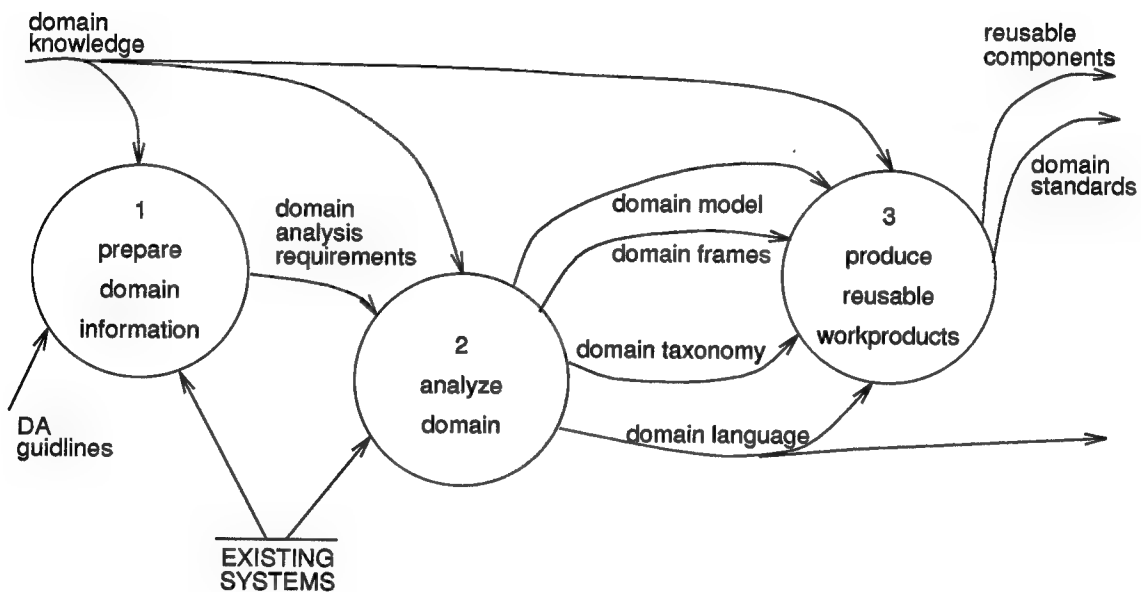 domain
knowledge
reusable
components
domain
standards
1
prepare
domain
information
domain
analysis
requirements
domain model
domain frames
3
produce
reusable
workproducts
2
analyze
domain
domain taxonomy
domain language
DA
guidlines
EXISTING
SYSTEMS